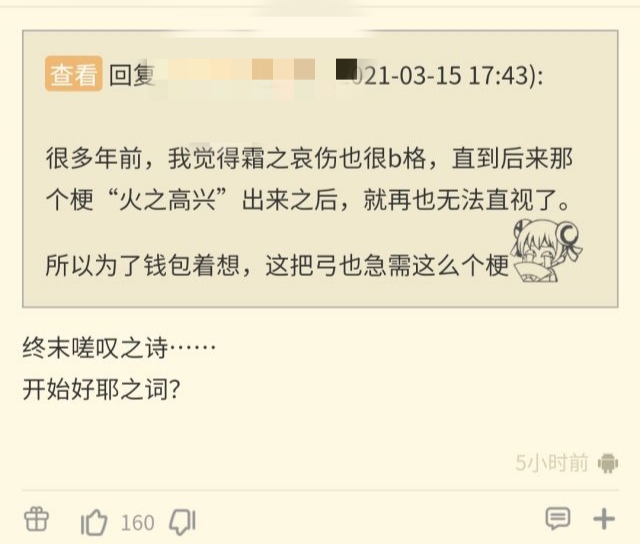 查看 回复 021-03-15 17:43):
很多年前，我觉得霜之哀伤也很b格，直到后来那
个梗“火之高兴”出来之后，就再也无法直视了。
所以为了钱包着想，这把弓也急需这么个梗
终末嗟叹之诗……
开始好耶之词？
5小时前
160